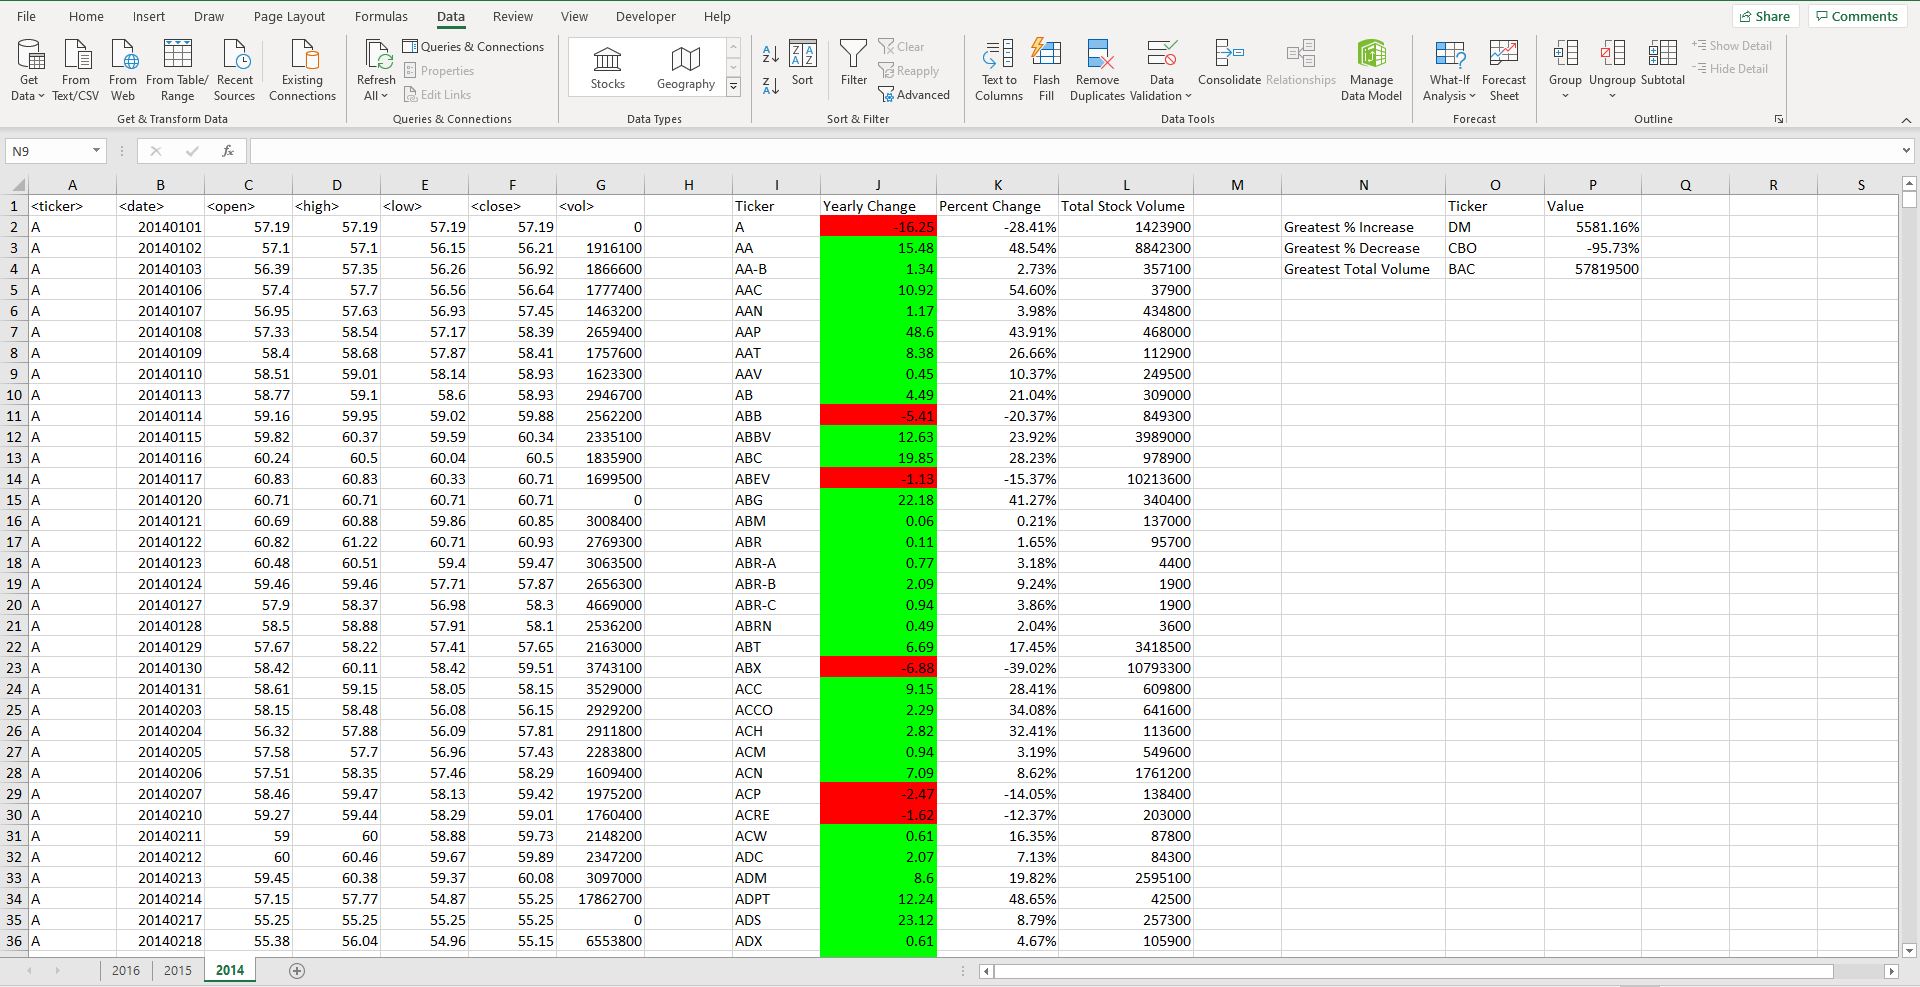 File Home Insert Draw Page Layout Formulas Data Review View Developer Help Share Comments
Get Data From Text/CSV From Web From Table/Range Recent Sources Existing Connections
Get & Transform Data
Refresh All Queries & Connections Properties Edit Links
Queries & Connections
Stocks Geography
Data Types
Sort Filter Clear Reapply Advanced
Sort & Filter
Text to Columns Flash Fill Remove Duplicates Data Validation Consolidate Relationships Manage Data Model
Data Tools
What-If Analysis Forecast Sheet
Forecast
Group Ungroup Subtotal Show Detail Hide Detail
Outline
N9 fx
A B C D E F G H I J K L M N O P Q R S
1 <ticker> <date> <open> <high> <low> <close> <vol> Ticker Yearly Change Percent Change Total Stock Volume Ticker Value
2 A 20140101 57.19 57.19 57.19 57.19 0 A -16.25 -28.41% 1423900 Greatest % Increase DM 5581.16%
3 A 20140102 57.1 57.1 56.15 56.21 1916100 AA 15.48 48.54% 8842300 Greatest % Decrease CBO -95.73%
4 A 20140103 56.39 57.35 56.26 56.92 1866600 AA-B 1.34 2.73% 357100 Greatest Total Volume BAC 57819500
5 A 20140106 57.4 57.7 56.56 56.64 1777400 AAC 10.92 54.60% 37900
6 A 20140107 56.95 57.63 56.93 57.45 1463200 AAN 1.17 3.98% 434800
7 A 20140108 57.33 58.54 57.17 58.39 2659400 AAP 48.6 43.91% 468000
8 A 20140109 58.4 58.68 57.87 58.41 1757600 AAT 8.38 26.66% 112900
9 A 20140110 58.51 59.01 58.14 58.93 1623300 AAV 0.45 10.37% 249500
10 A 20140113 58.77 59.1 58.6 58.93 2946700 AB 4.49 21.04% 309000
11 A 20140114 59.16 59.95 59.02 59.88 2562200 ABB -5.41 -20.37% 849300
12 A 20140115 59.82 60.37 59.59 60.34 2335100 ABBV 12.63 23.92% 3989000
13 A 20140116 60.24 60.5 60.04 60.5 1835900 ABC 19.85 28.23% 978900
14 A 20140117 60.83 60.83 60.33 60.71 1699500 ABEV -1.13 -15.37% 10213600
15 A 20140120 60.71 60.71 60.71 60.71 0 ABG 22.18 41.27% 340400
16 A 20140121 60.69 60.88 59.86 60.85 3008400 ABM 0.06 0.21% 137000
17 A 20140122 60.82 61.22 60.71 60.93 2769300 ABR 0.11 1.65% 95700
18 A 20140123 60.48 60.51 59.4 59.47 3063500 ABR-A 0.77 3.18% 4400
19 A 20140124 59.46 59.46 57.71 57.87 2656300 ABR-B 2.09 9.24% 1900
20 A 20140127 57.9 58.37 56.98 58.3 4669000 ABR-C 0.94 3.86% 1900
21 A 20140128 58.5 58.88 57.91 58.1 2536200 ABRN 0.49 2.04% 3600
22 A 20140129 57.67 58.22 57.41 57.65 2163000 ABT 6.69 17.45% 3418500
23 A 20140130 58.42 60.11 58.42 59.51 3743100 ABX -6.88 -39.02% 10793300
24 A 20140131 58.61 59.15 58.05 58.15 3529000 ACC 9.15 28.41% 609800
25 A 20140203 58.15 58.48 56.08 56.15 2929200 ACCO 2.29 34.08% 641600
26 A 20140204 56.32 57.88 56.09 57.81 2911800 ACH 2.82 32.41% 113600
27 A 20140205 57.58 57.7 56.96 57.43 2283800 ACM 0.94 3.19% 549600
28 A 20140206 57.51 58.35 57.46 58.29 1609400 ACN 7.09 8.62% 1761200
29 A 20140207 58.46 59.47 58.13 59.42 1975200 ACP -2.47 -14.05% 138400
30 A 20140210 59.27 59.44 58.29 59.01 1760400 ACRE -1.62 -12.37% 203000
31 A 20140211 59 60 58.88 59.73 2148200 ACW 0.61 16.35% 87800
32 A 20140212 60 60.46 59.67 59.89 2347200 ADC 2.07 7.13% 84300
33 A 20140213 59.45 60.38 59.37 60.08 3097000 ADM 8.6 19.82% 2595100
34 A 20140214 57.15 57.77 54.87 55.25 17862700 ADPT 12.24 48.65% 42500
35 A 20140217 55.25 55.25 55.25 55.25 0 ADS 23.12 8.79% 257300
36 A 20140218 55.38 56.04 54.96 55.15 6553800 ADX 0.61 4.67% 105900
2016 2015 2014